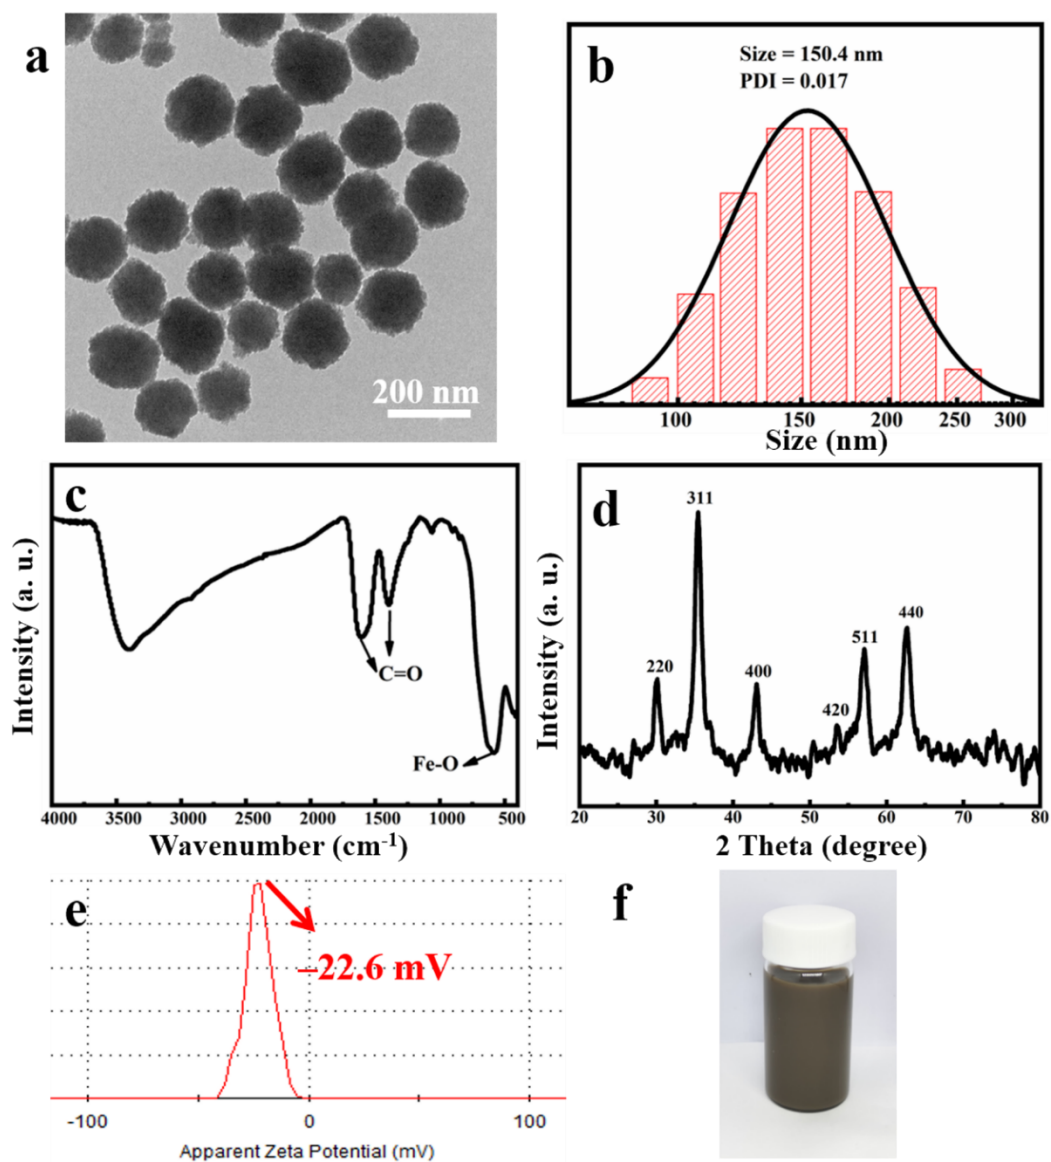 a
200 nm
b
Size = 150.4 nm
PDI = 0.017
100 150 200 250 300
Size (nm)
c
Intensity (a. u.)
C=O
Fe-O
4000 3500 3000 2500 2000 1500 1000 500
Wavenumber (cm-1)
d
Intensity (a. u.)
220
311
400
420
511
440
20 30 40 50 60 70 80
2 Theta (degree)
e
−22.6 mV
-100 0 100
Apparent Zeta Potential (mV)
f